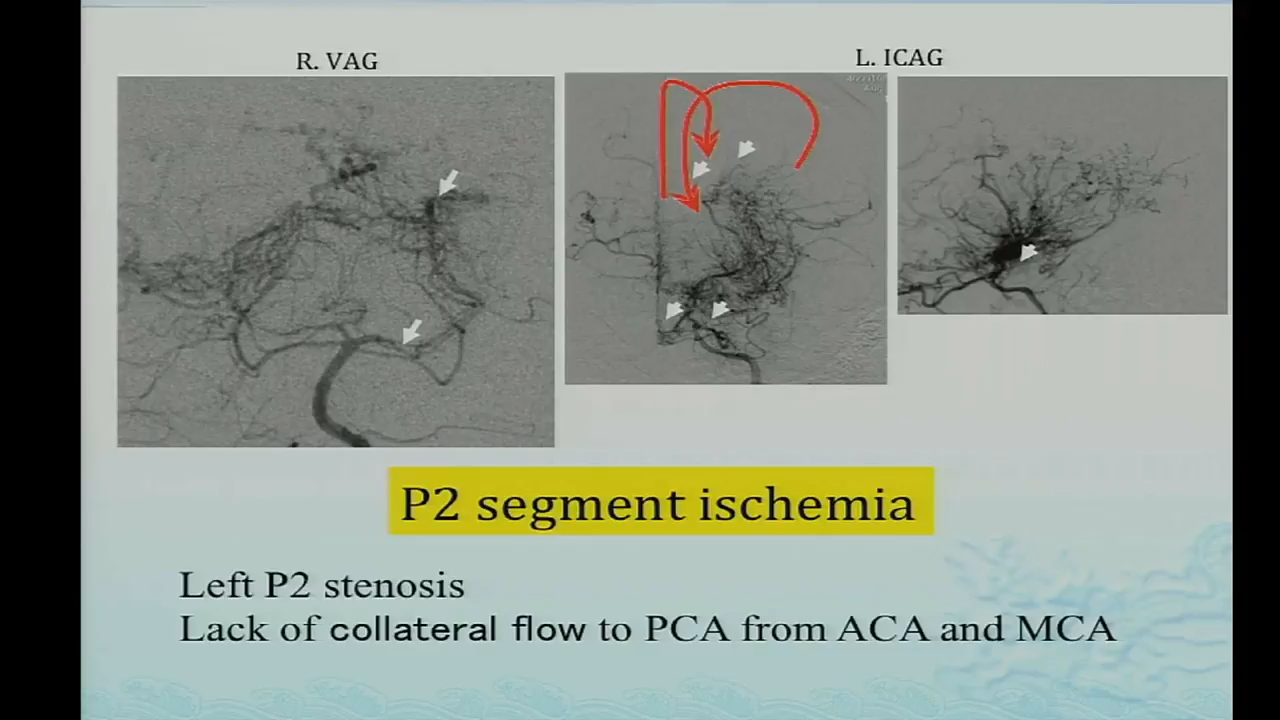 R. VAG
L. ICAG
P2 segment ischemia
Left P2 stenosis
Lack of collateral flow to PCA from ACA and MCA